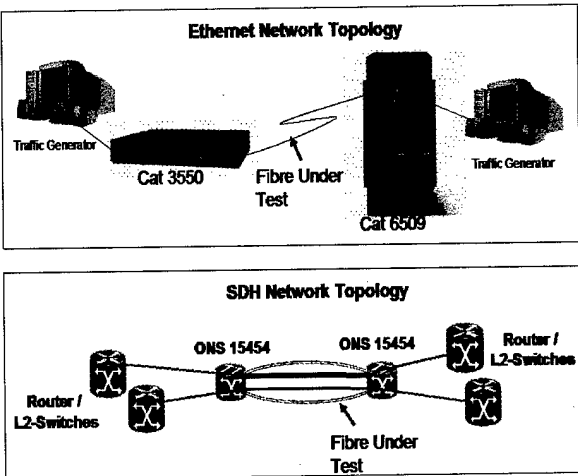 Ethernet Network Topology
Traffic Generator
Cat 3550
Fibre Under
Test
Cat 6509
Traffic Generator
SDH Network Topology
ONS 15454
ONS 15454
Router /
L2-Switches
Router /
L2-Switches
Fibre Under
Test